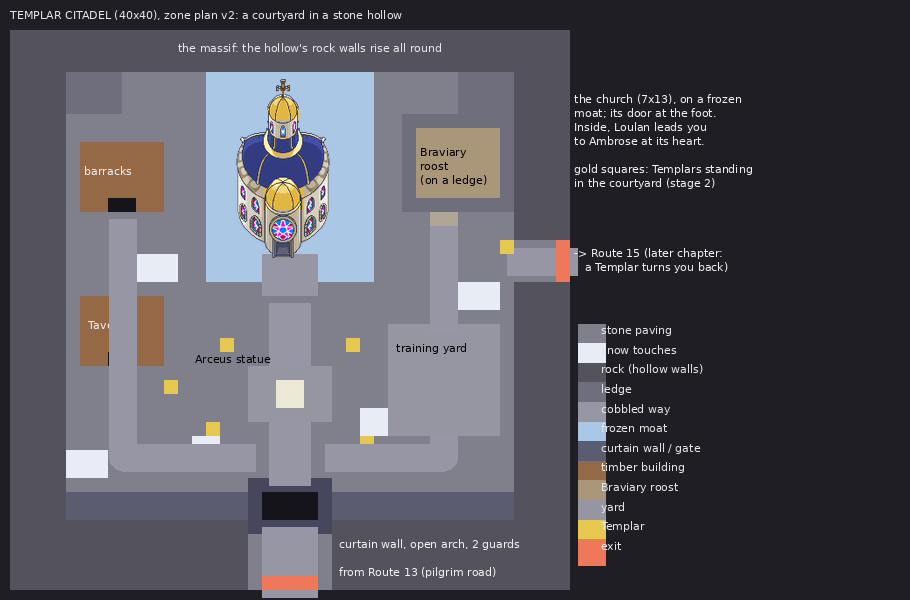 TEMPLAR CITADEL (40x40), zone plan v2: a courtyard in a stone hollow
the massif: the hollow's rock walls rise all round
the church (7x13), on a frozen
moat; its door at the foot.
Inside, Loulan leads you
to Ambrose at its heart.
gold squares: Templars standing
in the courtyard (stage 2)
barracks
Braviary
roost
(on a ledge)
-> Route 15 (later chapter:
a Templar turns you back)
Arceus statue
training yard
stone paving
snow touches
rock (hollow walls)
ledge
cobbled way
frozen moat
curtain wall / gate
timber building
Braviary roost
yard
Templar
exit
curtain wall, open arch, 2 guards
from Route 13 (pilgrim road)